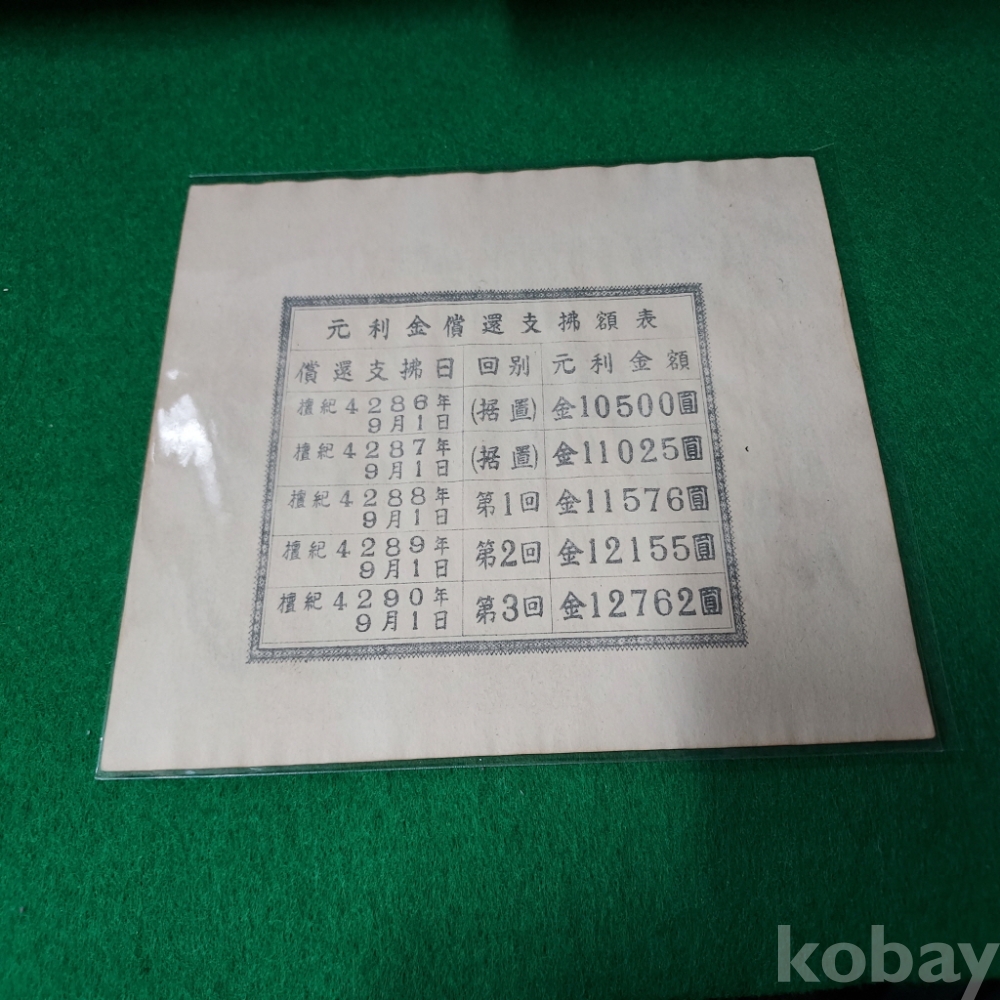 元利金償還支拂額表
償還支拂日 回別 元利金額
檀紀4286年9月1日 (据置) 金10500圓
檀紀4287年9月1日 (据置) 金11025圓
檀紀4288年9月1日 第1回 金11576圓
檀紀4289年9月1日 第2回 金12155圓
檀紀4290年9月1日 第3回 金12762圓
kobay